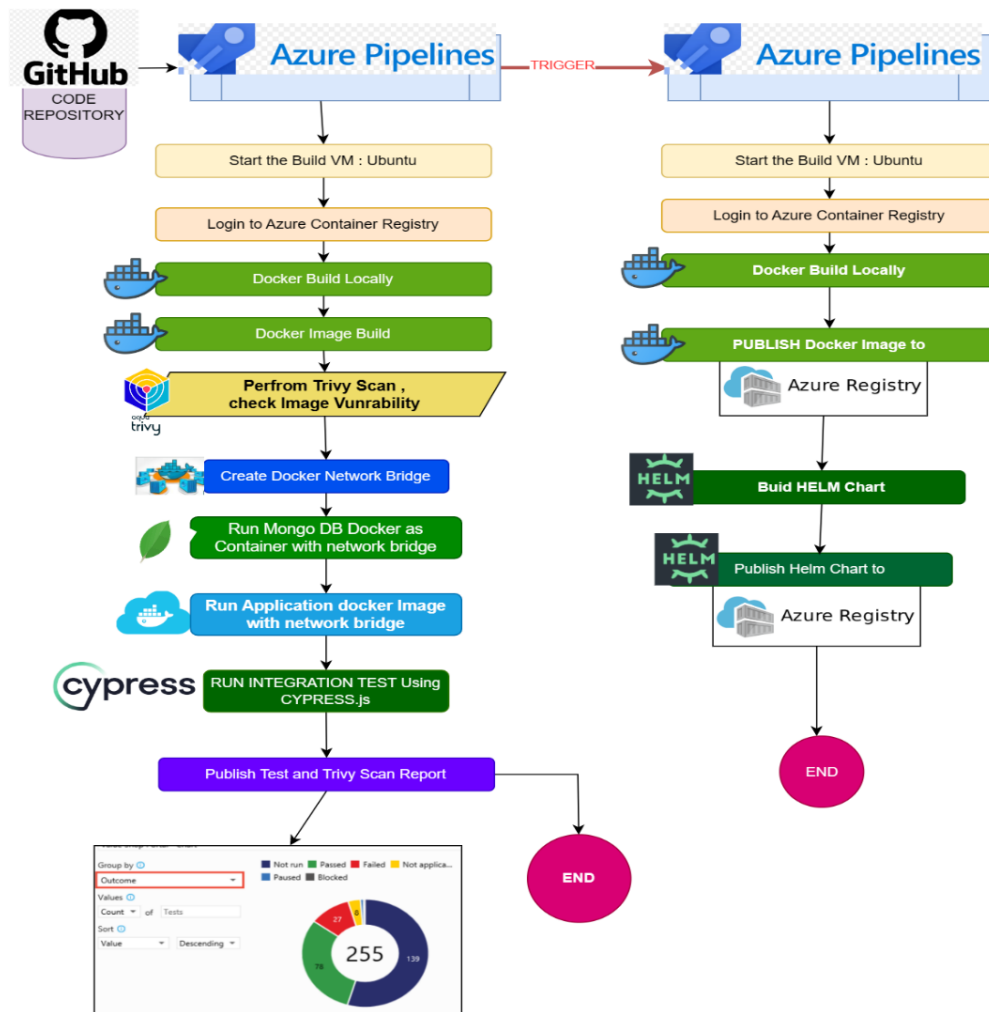 GitHub
CODE
REPOSITORY
Azure Pipelines
TRIGGER
Azure Pipelines
Start the Build VM : Ubuntu
Login to Azure Container Registry
Docker Build Locally
Docker Image Build
Perfrom Trivy Scan ,
check Image Vunrability
aqua
trivy
Create Docker Network Bridge
Run Mongo DB Docker as
Container with network bridge
Run Application docker Image
with network bridge
cypress
RUN INTEGRATION TEST Using
CYPRESS.js
Publish Test and Trivy Scan Report
END
Group by
Outcome
Values
Count of Tests
Sort
Value Descending
Not run Passed Failed Not applica...
Paused Blocked
8
27
78
139
255
Start the Build VM : Ubuntu
Login to Azure Container Registry
Docker Build Locally
PUBLISH Docker Image to
Azure Registry
HELM
Buid HELM Chart
HELM
Publish Helm Chart to
Azure Registry
END